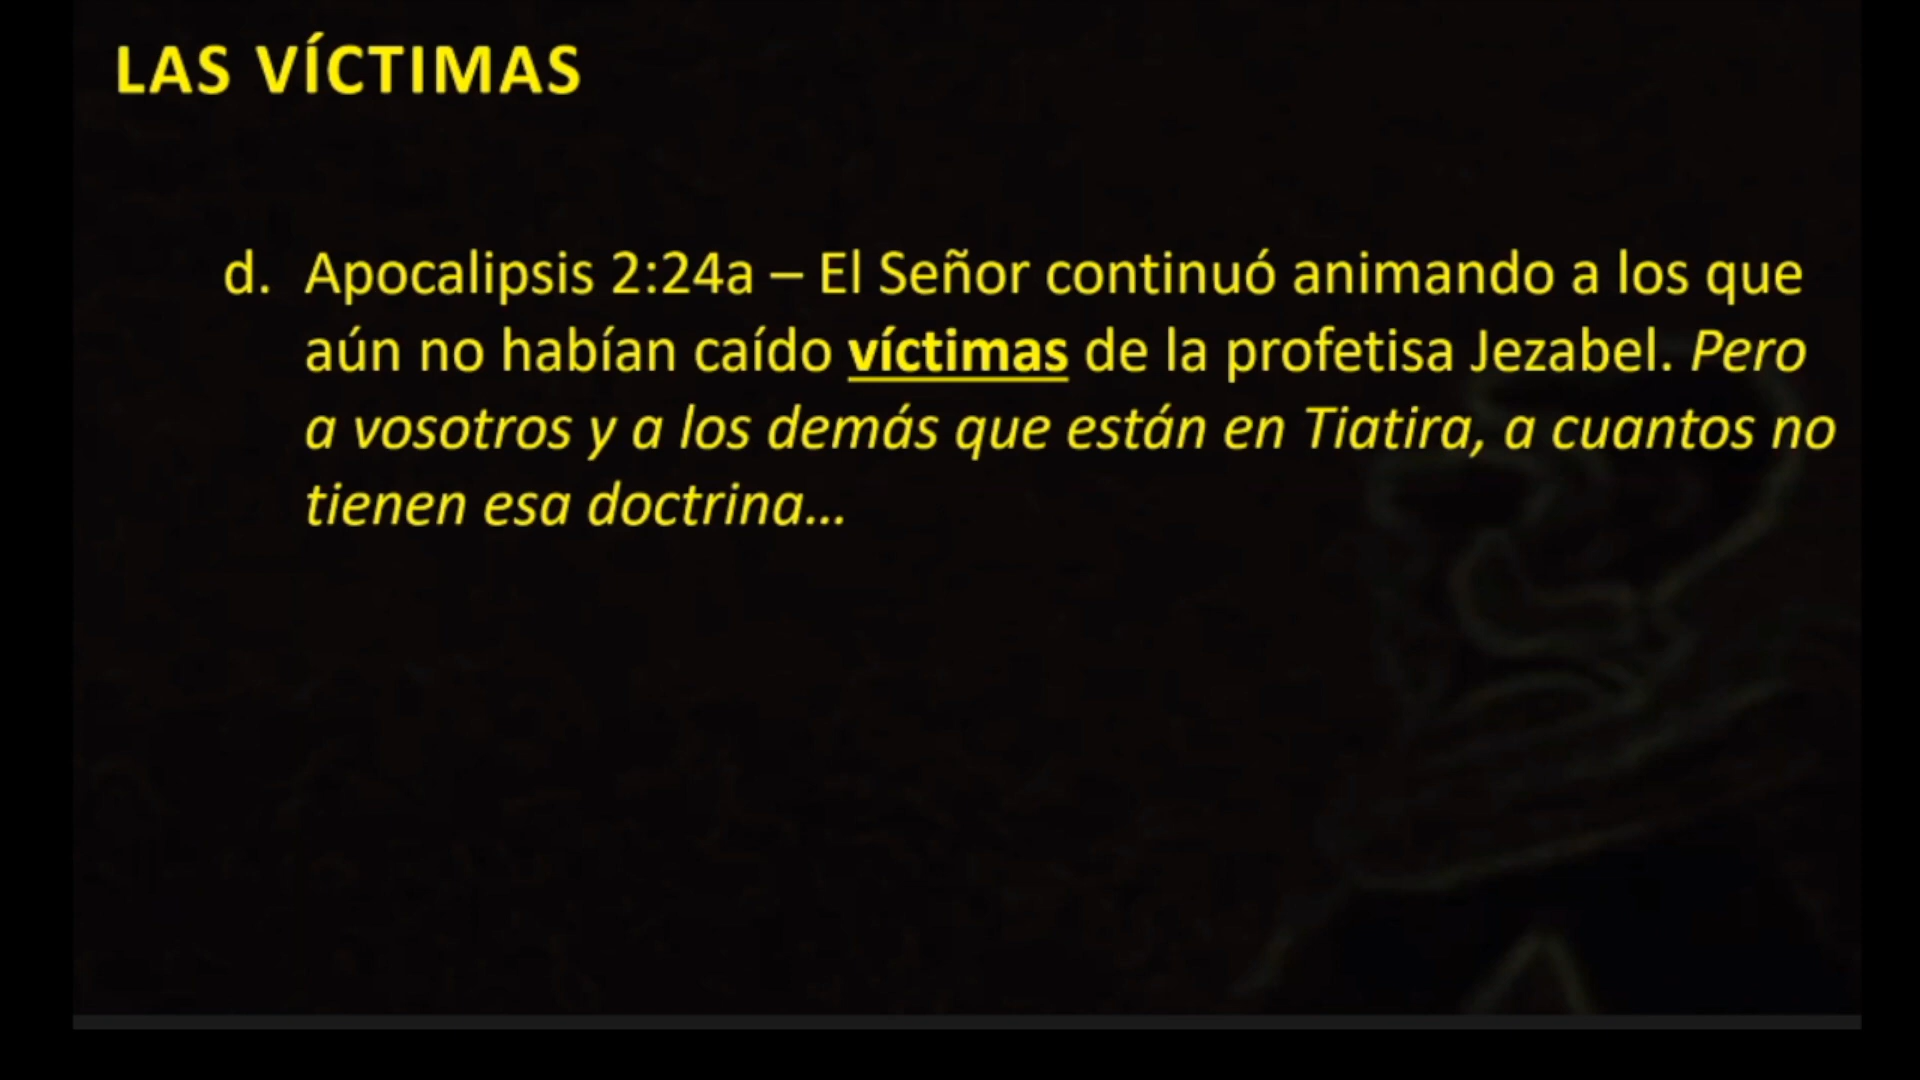 LAS VÍCTIMAS
d. Apocalipsis 2:24a – El Señor continuó animando a los que
aún no habían caído víctimas de la profetisa Jezabel. Pero
a vosotros y a los demás que están en Tiatira, a cuantos no
tienen esa doctrina...